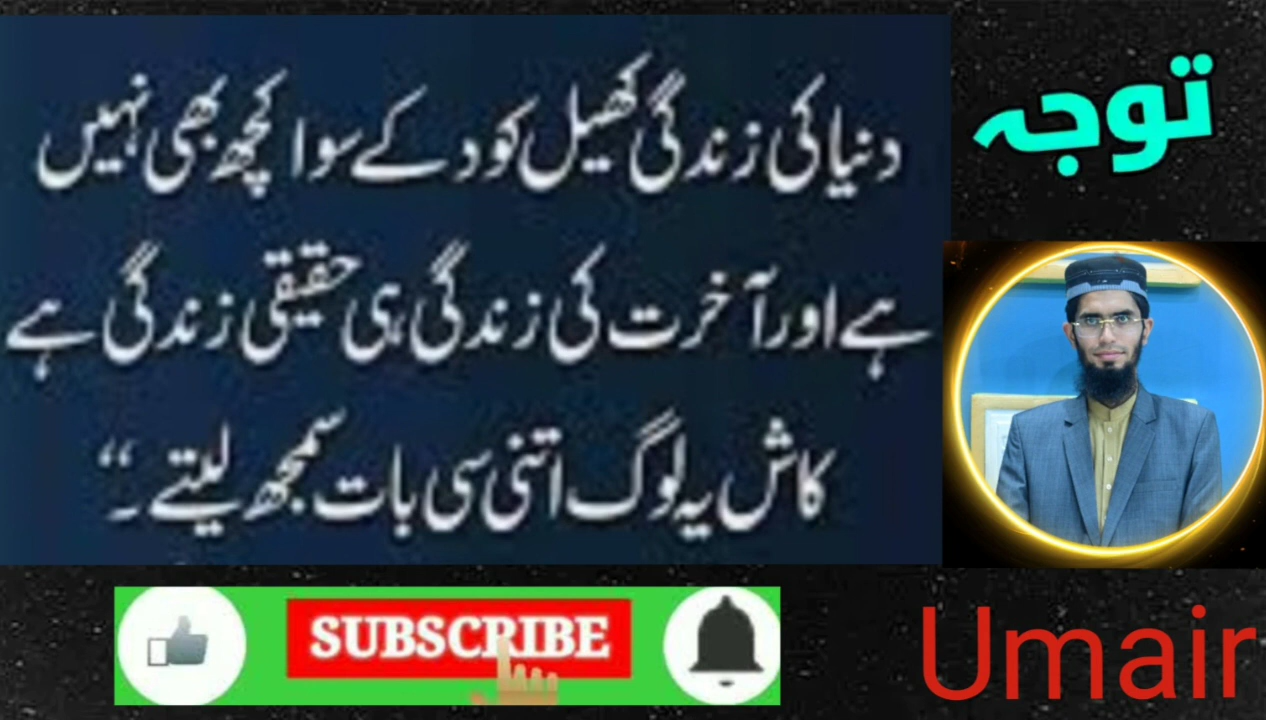 توجہ
دنیا کی زندگی کھیل کود کے سوا کچھ بھی نہیں
ہے اور آخرت کی زندگی ہی حقیقی زندگی ہے
کاش یہ لوگ اتنی سی بات سمجھ لیتے۔“
SUBSCRIBE
Umair